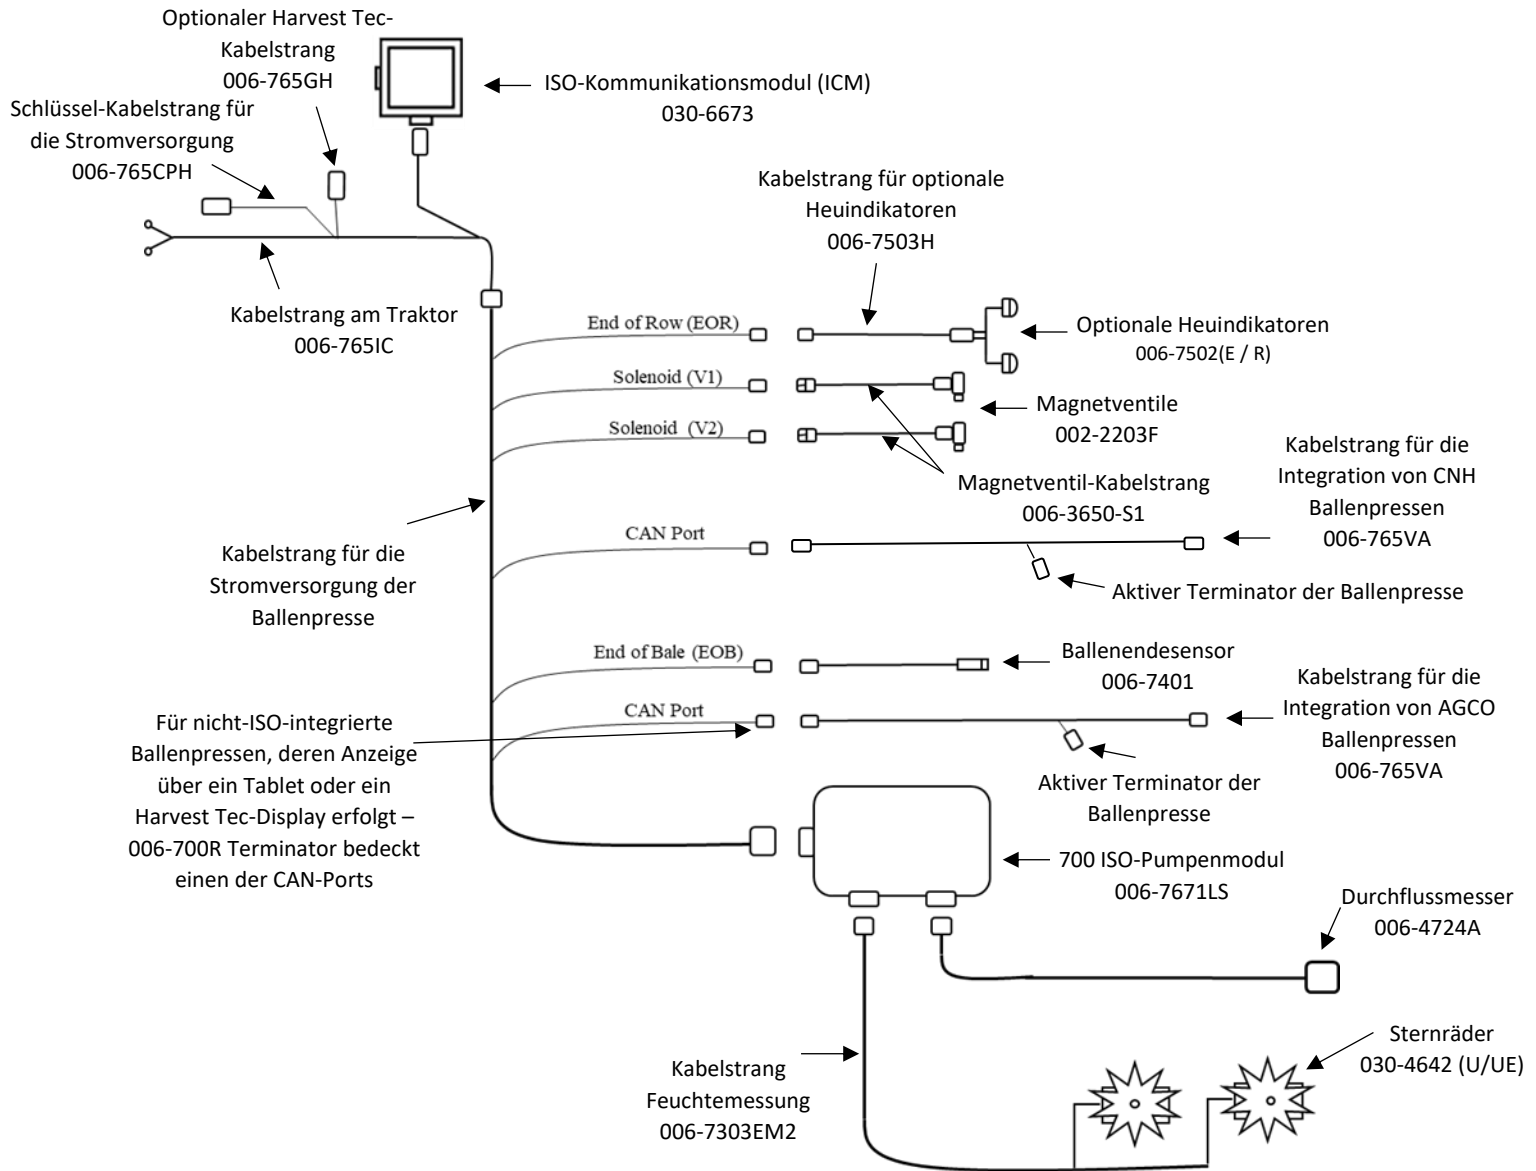 Optionaler Harvest Tec-
Kabelstrang
006-765GH
ISO-Kommunikationsmodul (ICM)
030-6673
Schlüssel-Kabelstrang für
die Stromversorgung
006-765CPH
Kabelstrang für optionale
Heuindikatoren
006-7503H
Kabelstrang am Traktor
006-765IC
End of Row (EOR)
Optionale Heuindikatoren
006-7502(E / R)
Solenoid (V1)
Magnetventile
002-2203F
Solenoid (V2)
Magnetventil-Kabelstrang
006-3650-S1
Kabelstrang für die
Integration von CNH
Ballenpressen
006-765VA
CAN Port
Kabelstrang für die
Stromversorgung der
Ballenpresse
Aktiver Terminator der Ballenpresse
End of Bale (EOB)
Ballenendesensor
006-7401
Kabelstrang für die
Integration von AGCO
Ballenpressen
006-765VA
CAN Port
Für nicht-ISO-integrierte
Ballenpressen, deren Anzeige
über ein Tablet oder ein
Harvest Tec-Display erfolgt –
006-700R Terminator bedeckt
einen der CAN-Ports
Aktiver Terminator der
Ballenpresse
700 ISO-Pumpenmodul
006-7671LS
Durchflussmesser
006-4724A
Sternräder
030-4642 (U/UE)
Kabelstrang
Feuchtemessung
006-7303EM2